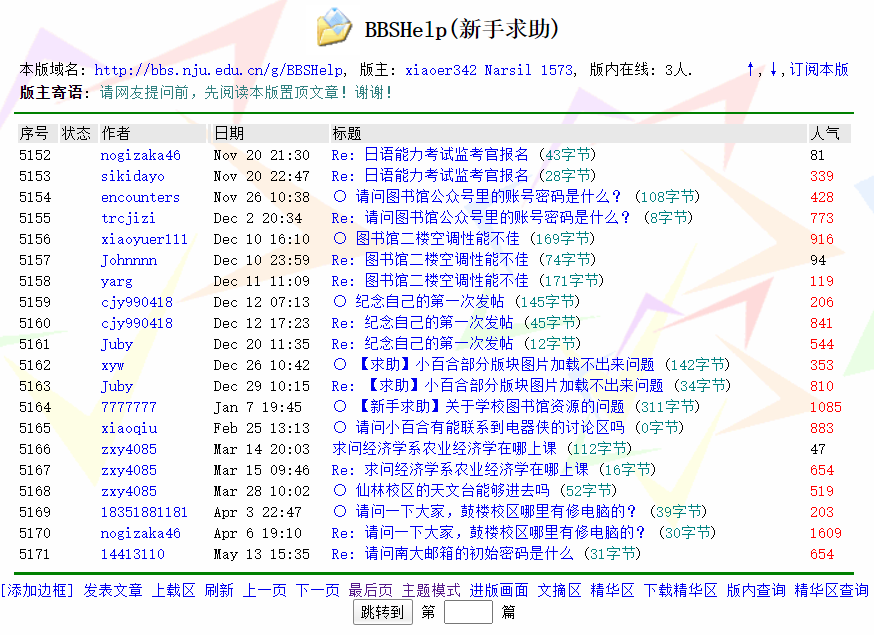 BBSHelp(新手求助)
本版域名: http://bbs.nju.edu.cn/g/BBSHelp, 版主: xiaoer342 Narsil 1573, 版内在线: 3人. ↑,↓,订阅本版
版主寄语: 请网友提问前，先阅读本版置顶文章！谢谢！
序号 状态 作者 日期 标题 人气
5152 nogizaka46 Nov 20 21:30 Re: 日语能力考试监考官报名 (43字节) 81
5153 sikidayo Nov 20 22:47 Re: 日语能力考试监考官报名 (28字节) 339
5154 encounters Nov 26 10:38 ○ 请问图书馆公众号里的账号密码是什么？ (108字节) 428
5155 trcjizi Dec 2 20:34 Re: 请问图书馆公众号里的账号密码是什么？ (8字节) 773
5156 xiaoyuer111 Dec 10 16:10 ○ 图书馆二楼空调性能不佳 (169字节) 916
5157 Johnnnn Dec 10 23:59 Re: 图书馆二楼空调性能不佳 (74字节) 94
5158 yarg Dec 11 11:09 Re: 图书馆二楼空调性能不佳 (171字节) 119
5159 cjy990418 Dec 12 07:13 ○ 纪念自己的第一次发帖 (145字节) 206
5160 cjy990418 Dec 12 17:23 Re: 纪念自己的第一次发帖 (45字节) 841
5161 Juby Dec 20 11:35 Re: 纪念自己的第一次发帖 (12字节) 544
5162 xyw Dec 26 10:42 ○ 【求助】小百合部分版块图片加载不出来问题 (142字节) 353
5163 Juby Dec 29 10:15 Re: 【求助】小百合部分版块图片加载不出来问题 (34字节) 810
5164 7777777 Jan 7 19:45 ○ 【新手求助】关于学校图书馆资源的问题 (311字节) 1085
5165 xiaoqiu Feb 25 13:13 ○ 请问小百合有能联系到电器侠的讨论区吗 (0字节) 883
5166 zxy4085 Mar 14 20:03 求问经济学系农业经济学在哪上课 (112字节) 47
5167 zxy4085 Mar 15 09:46 Re: 求问经济学系农业经济学在哪上课 (16字节) 654
5168 zxy4085 Mar 28 10:02 ○ 仙林校区的天文台能够进去吗 (52字节) 519
5169 18351881181 Apr 3 22:47 ○ 请问一下大家，鼓楼校区哪里有修电脑的？ (39字节) 203
5170 nogizaka46 Apr 6 19:10 Re: 请问一下大家，鼓楼校区哪里有修电脑的？ (30字节) 1609
5171 14413110 May 13 15:35 Re: 请问南大邮箱的初始密码是什么 (31字节) 654
[添加边框] 发表文章 上载区 刷新 上一页 下一页 最后页 主题模式 进版画面 文摘区 精华区 下载精华区 版内查询 精华区查询
跳转到 第 篇